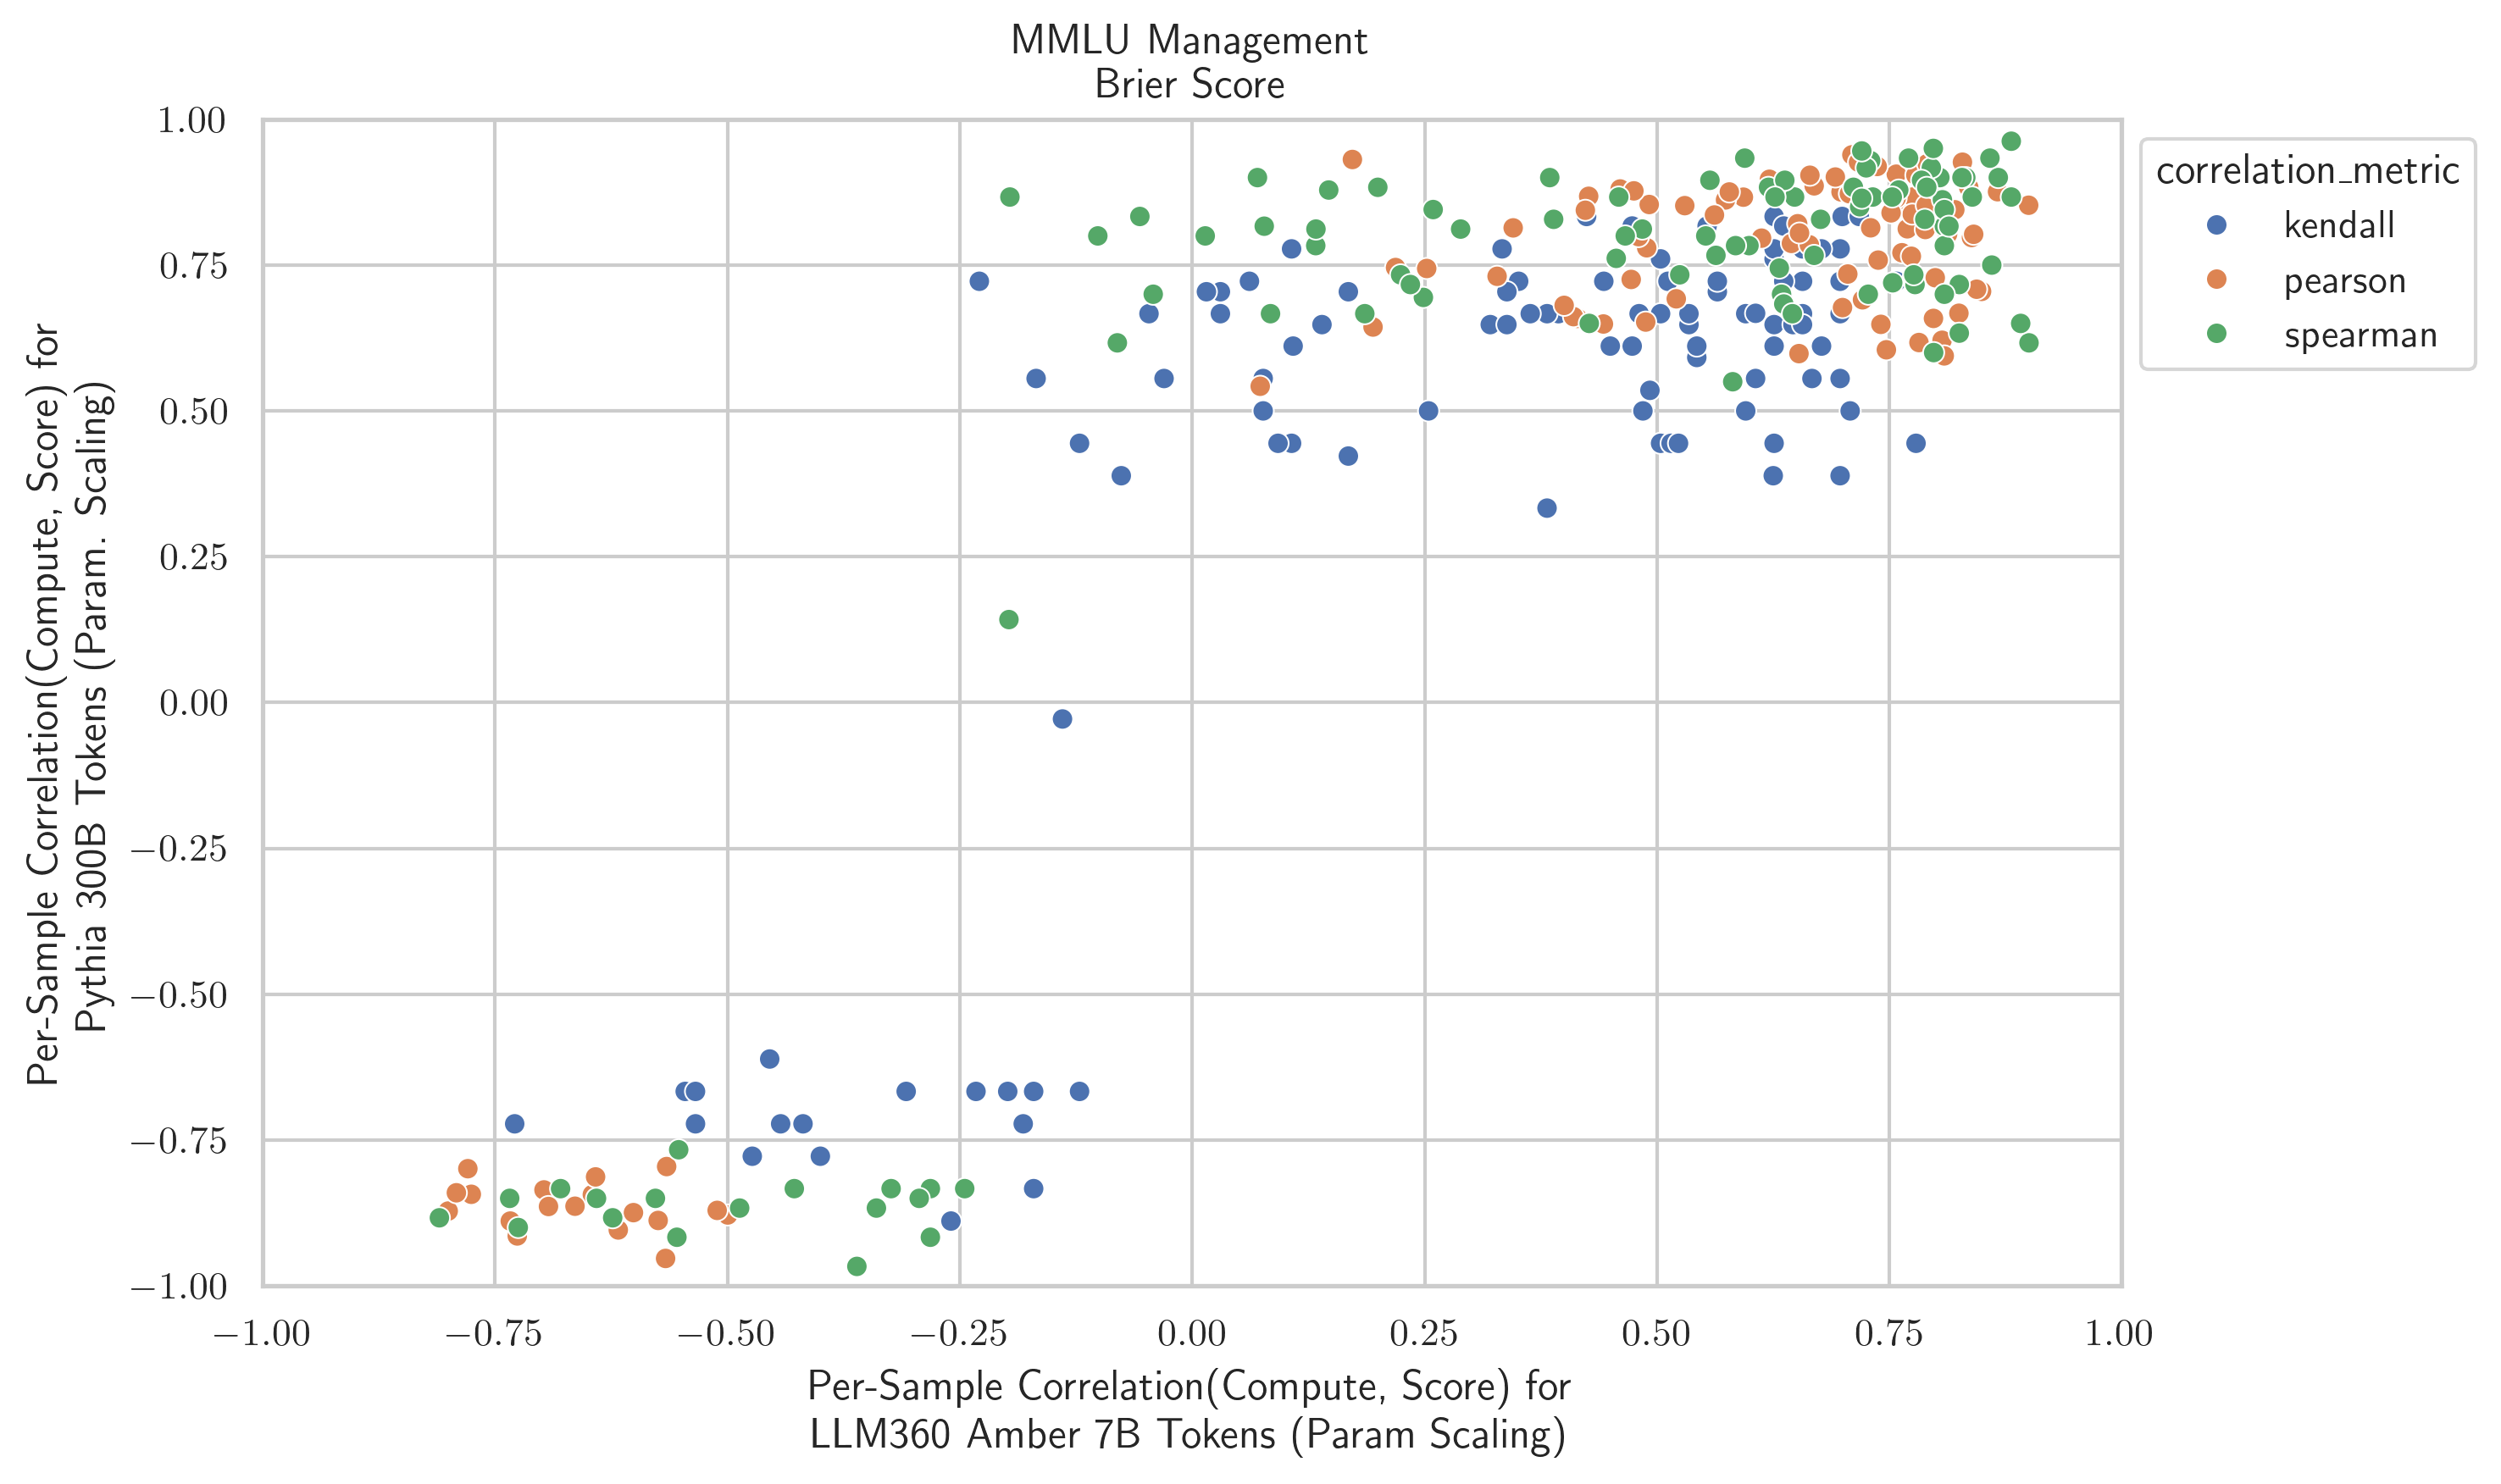 MMLU Management
Brier Score
Per-Sample Correlation(Compute, Score) for
Pythia 300B Tokens (Param. Scaling)
1.00
0.75
0.50
0.25
0.00
−0.25
−0.50
−0.75
−1.00
−1.00
−0.75
−0.50
−0.25
0.00
0.25
0.50
0.75
1.00
Per-Sample Correlation(Compute, Score) for
LLM360 Amber 7B Tokens (Param Scaling)
correlation_metric
kendall
pearson
spearman